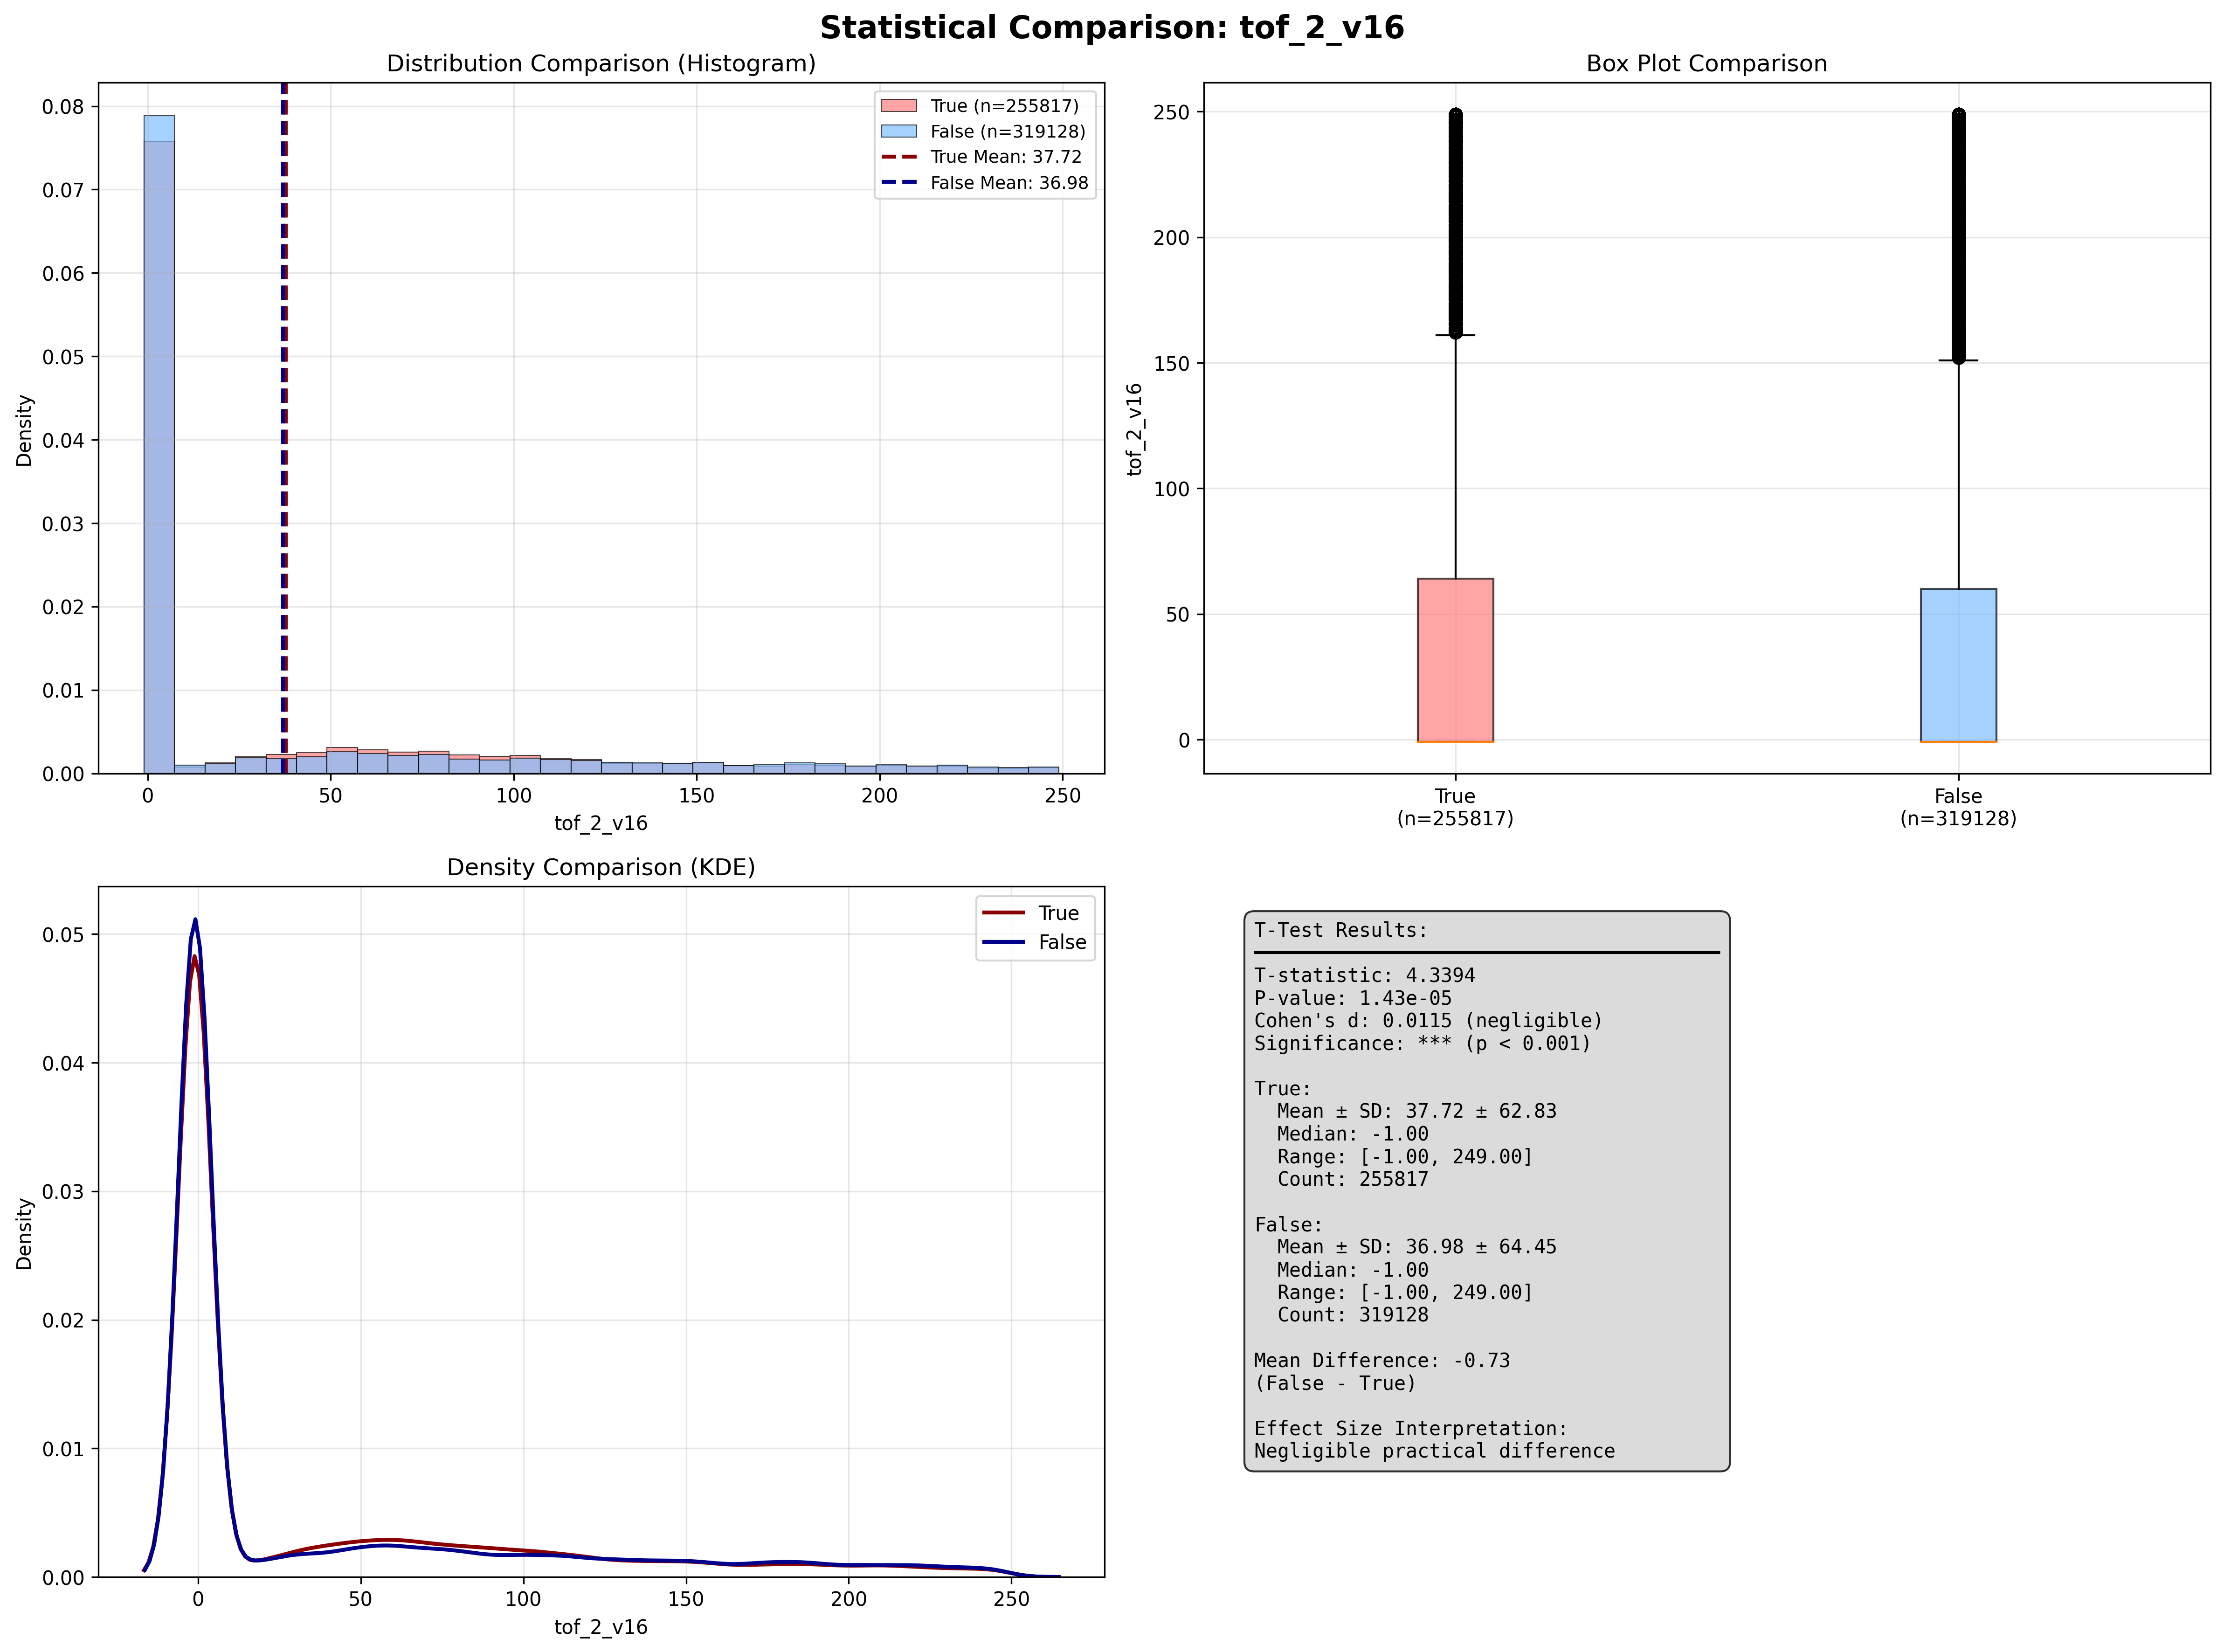 Statistical Comparison: tof_2_v16
Distribution Comparison (Histogram)
Density
0.08
0.07
0.06
0.05
0.04
0.03
0.02
0.01
0.00
True (n=255817)
False (n=319128)
True Mean: 37.72
False Mean: 36.98
0 50 100 150 200 250
tof_2_v16
Box Plot Comparison
tof_2_v16
250
200
150
100
50
0
True False
(n=255817) (n=319128)
Density Comparison (KDE)
Density
0.05
0.04
0.03
0.02
0.01
0.00
True
False
0 50 100 150 200 250
tof_2_v16
T-Test Results:
T-statistic: 4.3394
P-value: 1.43e-05
Cohen's d: 0.0115 (negligible)
Significance: *** (p < 0.001)
True:
Mean ± SD: 37.72 ± 62.83
Median: -1.00
Range: [-1.00, 249.00]
Count: 255817
False:
Mean ± SD: 36.98 ± 64.45
Median: -1.00
Range: [-1.00, 249.00]
Count: 319128
Mean Difference: -0.73
(False - True)
Effect Size Interpretation:
Negligible practical difference